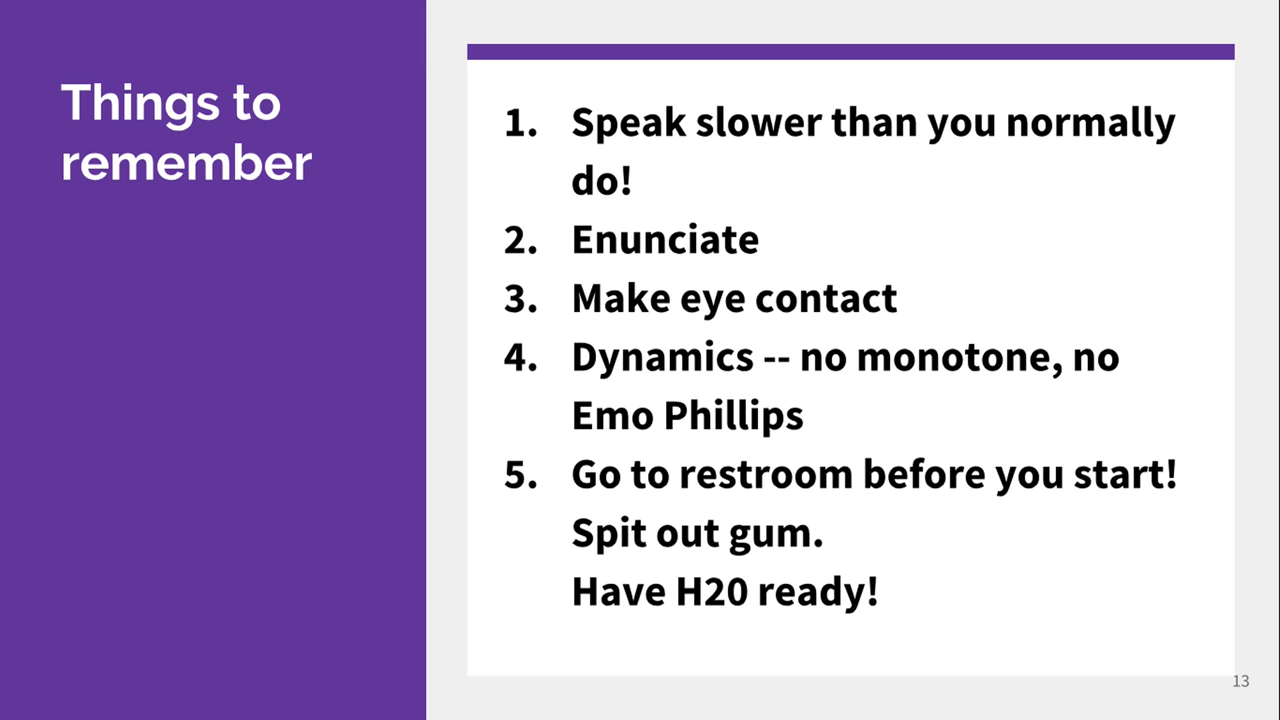 Things to
remember
1. Speak slower than you normally
do!
2. Enunciate
3. Make eye contact
4. Dynamics -- no monotone, no
Emo Phillips
5. Go to restroom before you start!
Spit out gum.
Have H20 ready!
13